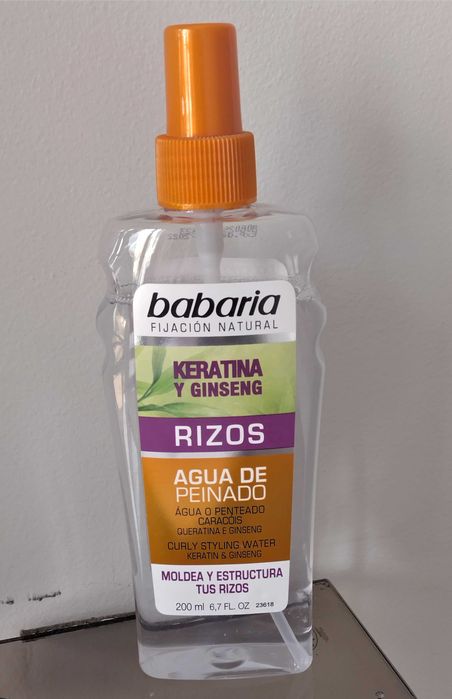 babaria
FIJACIÓN NATURAL
KERATINA
Y GINSENG
RIZOS
AGUA DE
PEINADO
ÁGUA O PENTEADO
CARACÓIS
QUERATINA E GINSENG
CURLY STYLING WATER
KERATIN & GINSENG
MOLDEA Y ESTRUCTURA
TUS RIZOS
200 ml 6,7 FL. OZ 23618